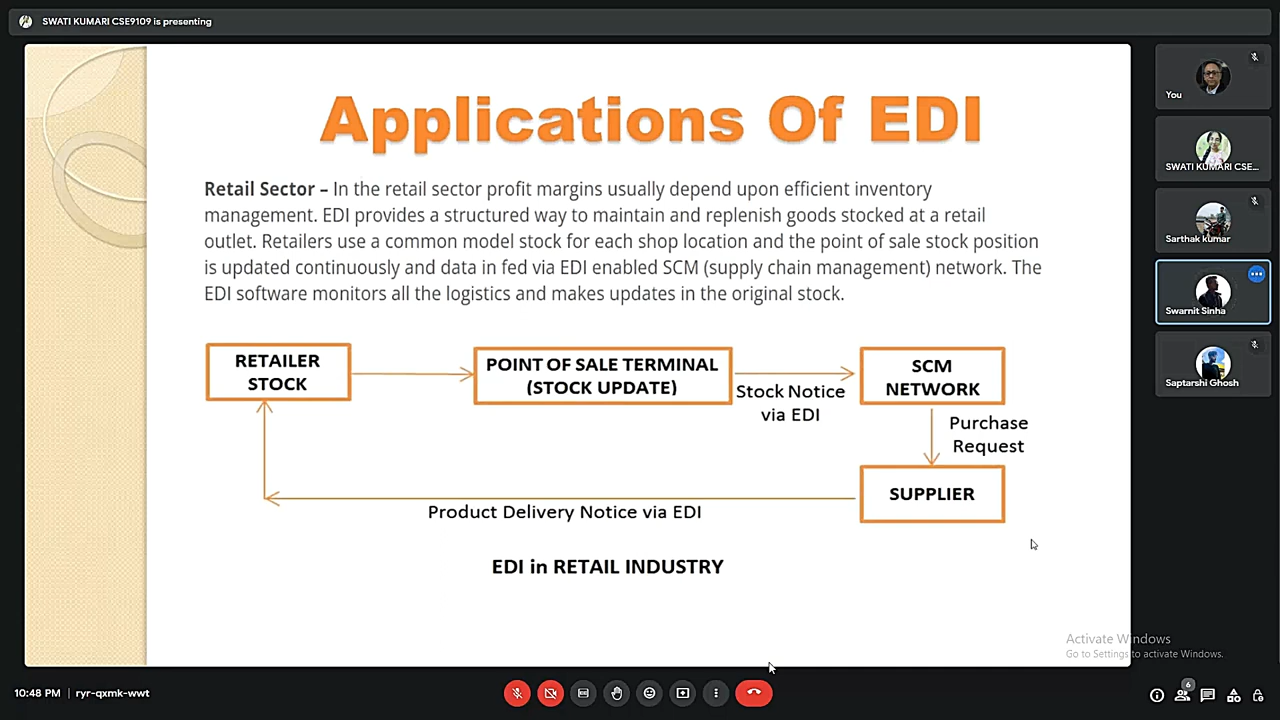 SWATI KUMARI CSE9109 is presenting
Applications Of EDI
Retail Sector – In the retail sector profit margins usually depend upon efficient inventory
management. EDI provides a structured way to maintain and replenish goods stocked at a retail
outlet. Retailers use a common model stock for each shop location and the point of sale stock position
is updated continuously and data in fed via EDI enabled SCM (supply chain management) network. The
EDI software monitors all the logistics and makes updates in the original stock.
RETAILER
STOCK
POINT OF SALE TERMINAL
(STOCK UPDATE)
Stock Notice
via EDI
SCM
NETWORK
Purchase
Request
SUPPLIER
Product Delivery Notice via EDI
EDI in RETAIL INDUSTRY
You
SWATI KUMARI CSE...
Sarthak kumar
Swarnit Sinha
Saptarshi Ghosh
Activate Windows
Go to Settings to activate Windows.
10:48 PM | ryr-qxmk-wwt
6